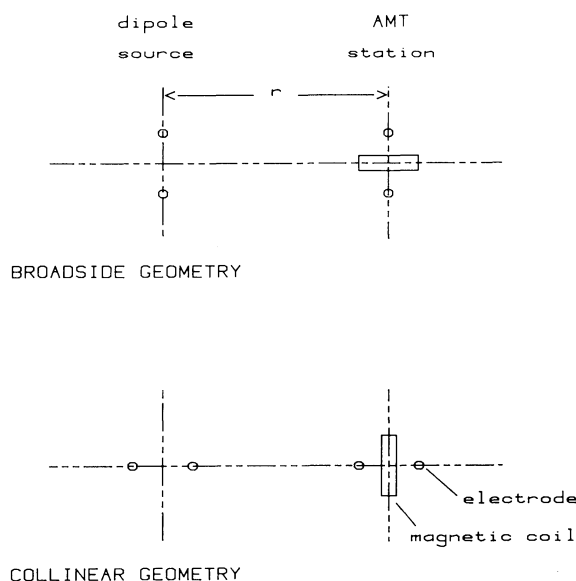 dipole
source
AMT
station
r
BROADSIDE GEOMETRY
electrode
magnetic coil
COLLINEAR GEOMETRY